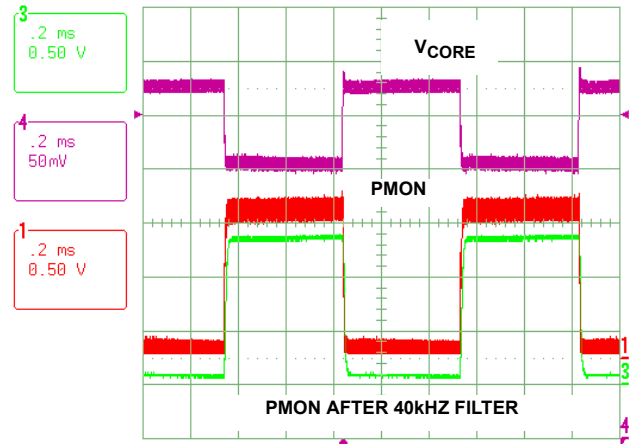 3
.2 ms
0.50 V
4
.2 ms
50mV
1
.2 ms
0.50 V
VCORE
PMON
PMON AFTER 40kHZ FILTER
1
3
4